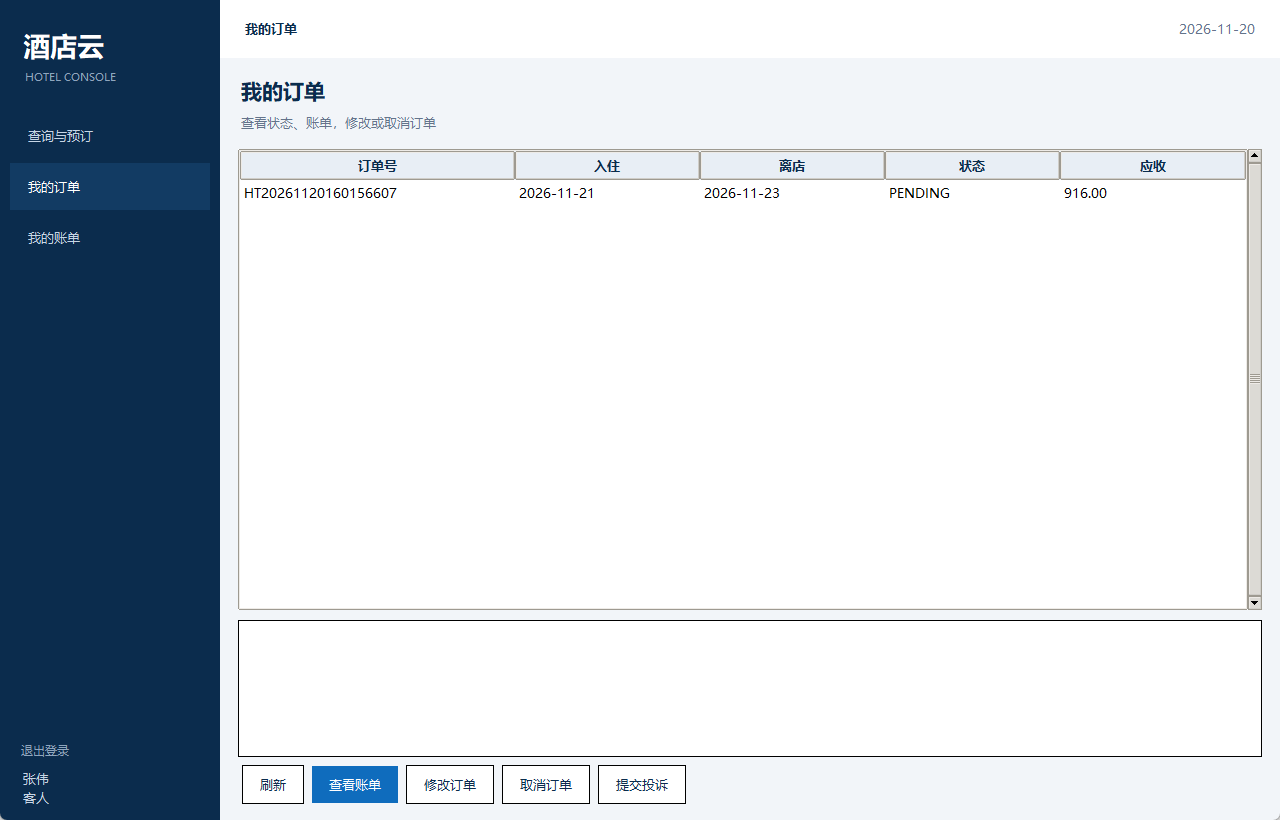 酒店云
HOTEL CONSOLE
查询与预订
我的订单
我的账单
退出登录
张伟
客人
我的订单 2026-11-20
我的订单
查看状态、账单，修改或取消订单
订单号 入住 离店 状态 应收
HT20261120160156607 2026-11-21 2026-11-23 PENDING 916.00
刷新 查看账单 修改订单 取消订单 提交投诉